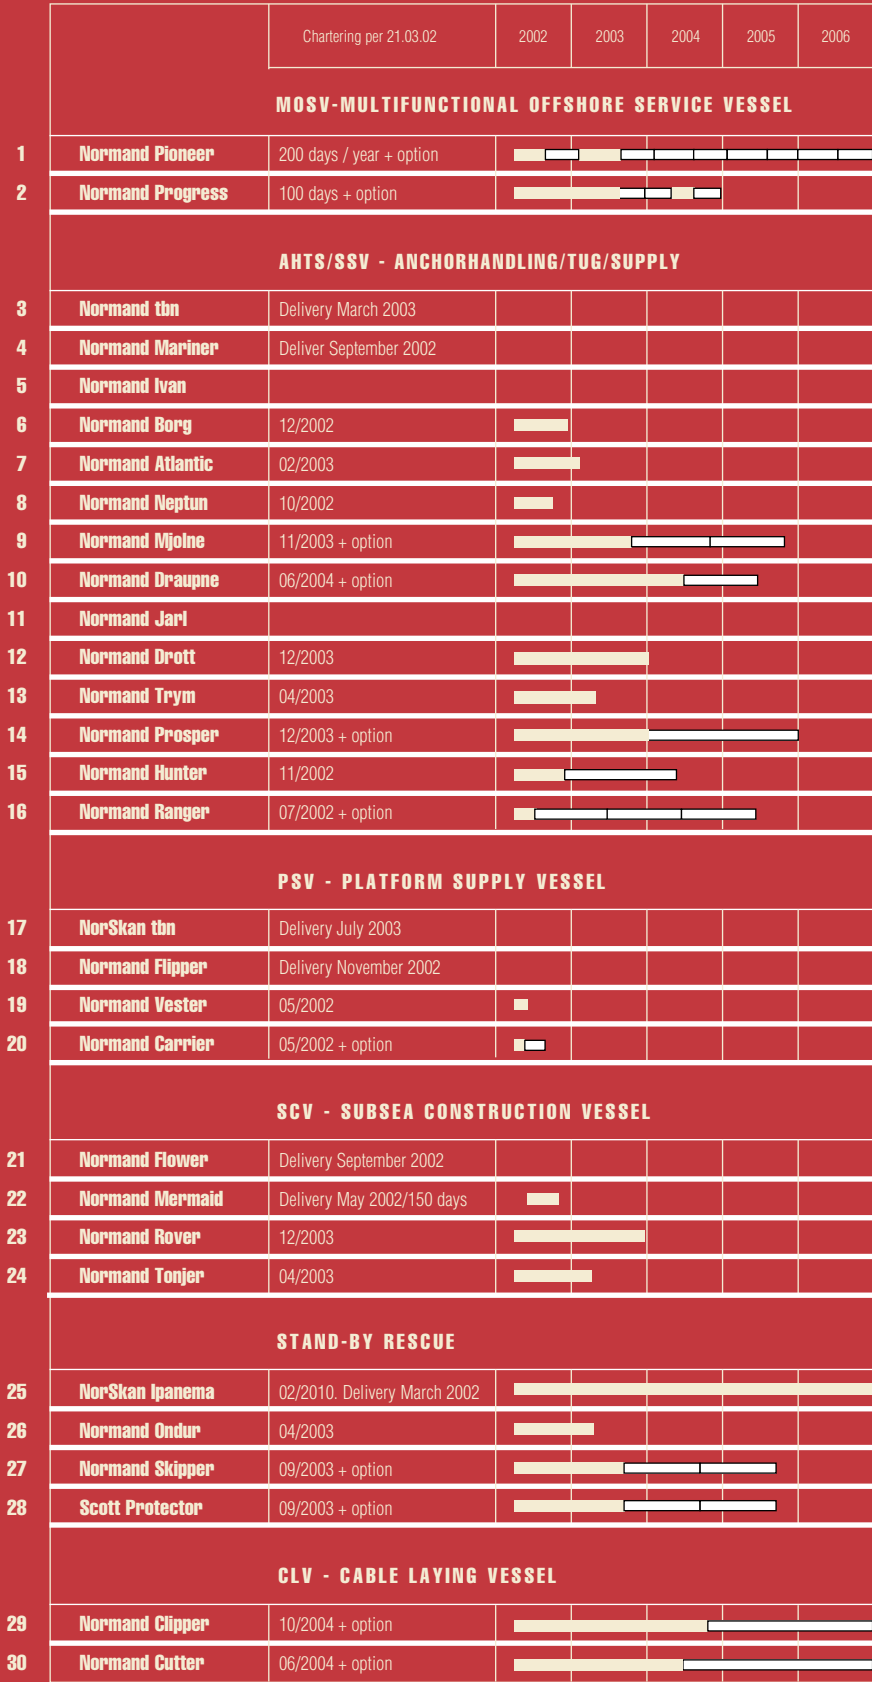 Chartering per 21.03.02 2002 2003 2004 2005 2006
MOSV-MULTIFUNCTIONAL OFFSHORE SERVICE VESSEL
1 Normand Pioneer 200 days / year + option
2 Normand Progress 100 days + option
AHTS/SSV - ANCHORHANDLING/TUG/SUPPLY
3 Normand tbn Delivery March 2003
4 Normand Mariner Deliver September 2002
5 Normand Ivan
6 Normand Borg 12/2002
7 Normand Atlantic 02/2003
8 Normand Neptun 10/2002
9 Normand Mjolne 11/2003 + option
10 Normand Draupne 06/2004 + option
11 Normand Jarl
12 Normand Drott 12/2003
13 Normand Trym 04/2003
14 Normand Prosper 12/2003 + option
15 Normand Hunter 11/2002
16 Normand Ranger 07/2002 + option
PSV - PLATFORM SUPPLY VESSEL
17 NorSkan tbn Delivery July 2003
18 Normand Flipper Delivery November 2002
19 Normand Vester 05/2002
20 Normand Carrier 05/2002 + option
SCV - SUBSEA CONSTRUCTION VESSEL
21 Normand Flower Delivery September 2002
22 Normand Mermaid Delivery May 2002/150 days
23 Normand Rover 12/2003
24 Normand Tonjer 04/2003
STAND-BY RESCUE
25 NorSkan Ipanema 02/2010. Delivery March 2002
26 Normand Ondur 04/2003
27 Normand Skipper 09/2003 + option
28 Scott Protector 09/2003 + option
CLV - CABLE LAYING VESSEL
29 Normand Clipper 10/2004 + option
30 Normand Cutter 06/2004 + option